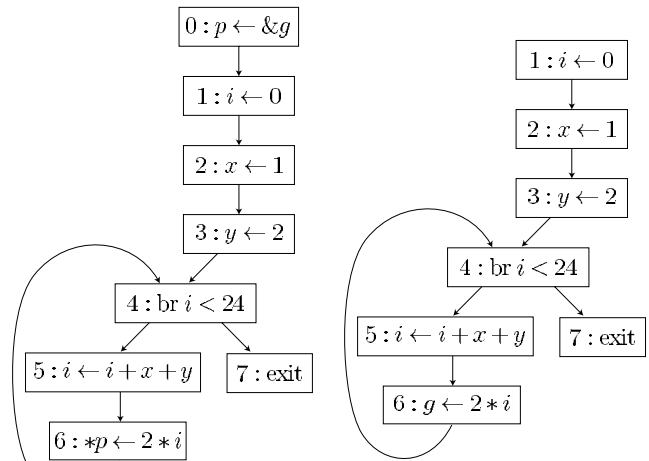 0 : p ← &g
1 : i ← 0
2 : x ← 1
3 : y ← 2
4 : br i < 24
5 : i ← i + x + y
7 : exit
6 : *p ← 2 * i
1 : i ← 0
2 : x ← 1
3 : y ← 2
4 : br i < 24
5 : i ← i + x + y
7 : exit
6 : g ← 2 * i